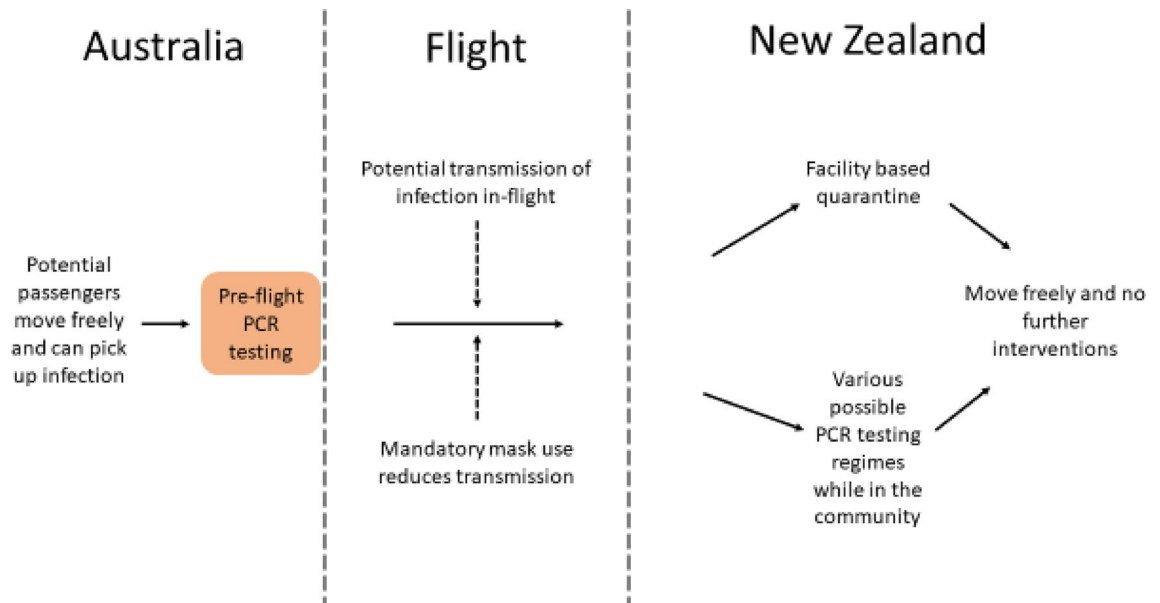 Australia
Flight
New Zealand
Potential
passengers
move freely
and can pick
up infection
Pre-flight
PCR
testing
Potential transmission of
infection in-flight
Mandatory mask use
reduces transmission
Facility based
quarantine
Various
possible
PCR testing
regimes
while in the
community
Move freely and no
further
interventions